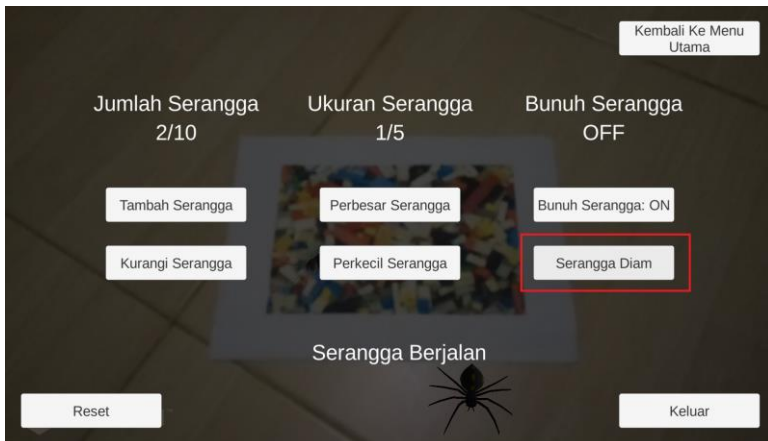 Kembali Ke Menu
Utama
Jumlah Serangga
2/10
Ukuran Serangga
1/5
Bunuh Serangga
OFF
Tambah Serangga
Perbesar Serangga
Bunuh Serangga: ON
Kurangi Serangga
Perkecil Serangga
Serangga Diam
Serangga Berjalan
Reset
Keluar